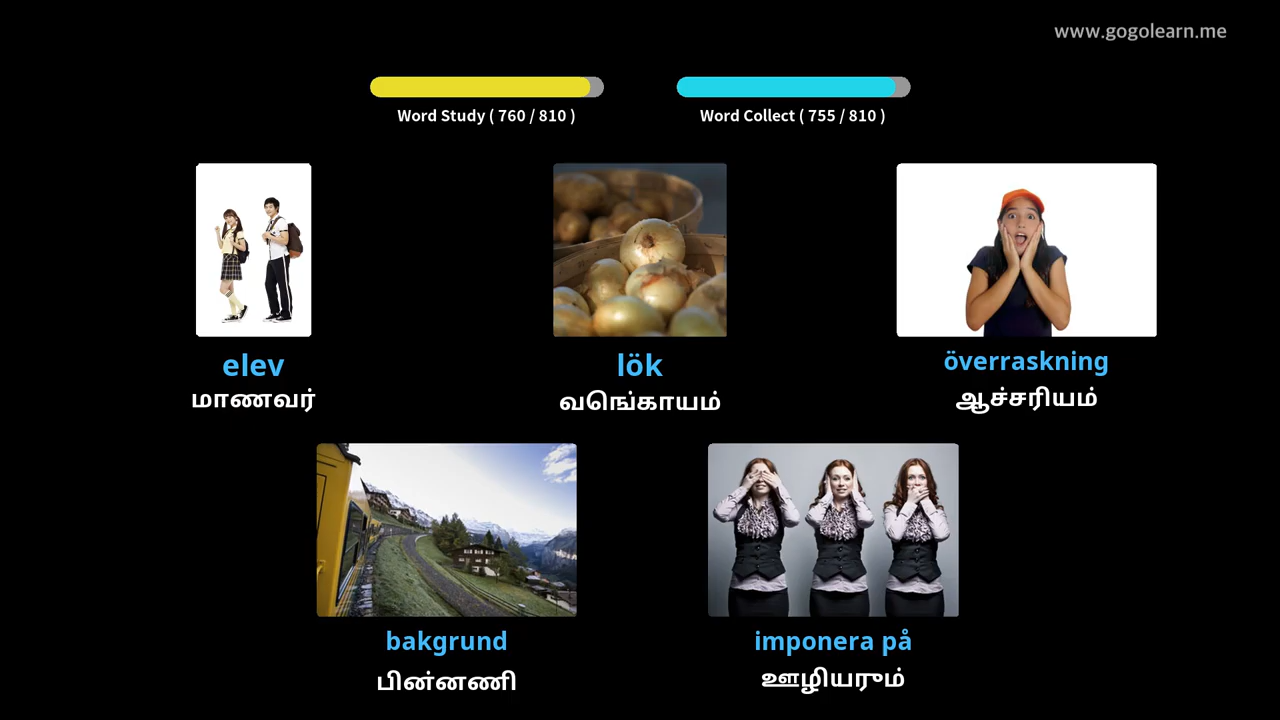 www.gogolearn.me
Word Study ( 760 / 810 )
Word Collect ( 755 / 810 )
elev
lök
överraskning
மாணவர்
வெங்காயம்
ஆச்சரியம்
bakgrund
imponera på
பின்னணி
ஊழியரும்